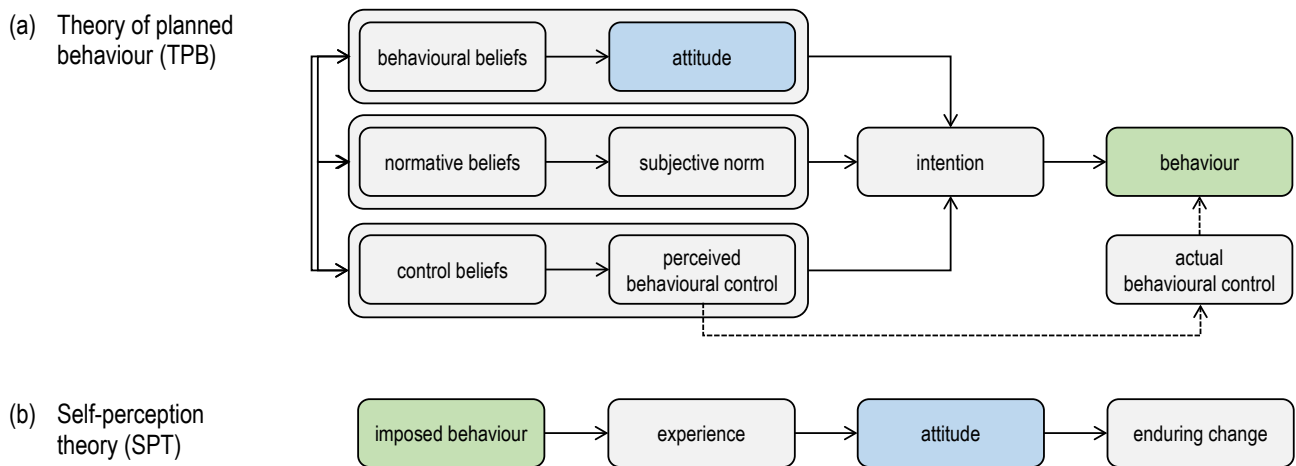 (a) Theory of planned
behaviour (TPB)
behavioural beliefs
attitude
normative beliefs
subjective norm
intention
behaviour
control beliefs
perceived
behavioural control
actual
behavioural control
(b) Self-perception
theory (SPT)
imposed behaviour
experience
attitude
enduring change